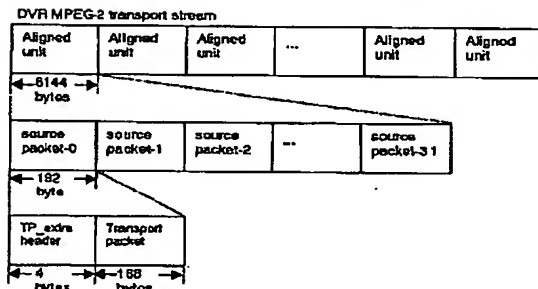 DVR MPEG-2 transport stream
Aligned unit
Aligned unit
Aligned unit
...
Aligned unit
Aligned unit
6144
bytes
source packet-0
source packet-1
source packet-2
...
source packet-31
192
byte
TP_extra header
Transport packet
4
bytes
188
bytes